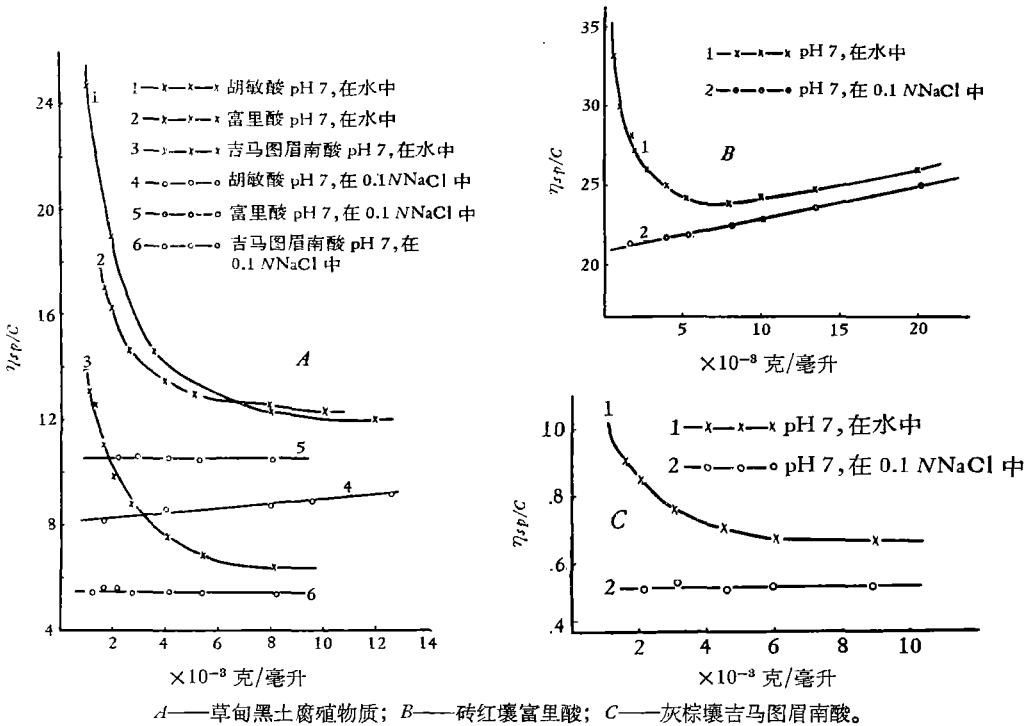 24
20
16
12
8
4
ηsp/C
1
2
3
5
4
6
A
1—x—x—x 胡敏酸 pH 7,在水中
2—x—x—x 富里酸 pH 7,在水中
3—x—x—x 吉马图眉南酸 pH 7,在水中
4—o—o—o 胡敏酸 pH 7,在 0.1NNaCl 中
5—o—o—o 富里酸 pH 7,在 0.1 NNaCl 中
6—o—o—o 吉马图眉南酸 pH 7,在
0.1 NNaCl 中
2 4 6 8 10 12 14
×10⁻³ 克/毫升
35
30
25
20
ηsp/C
1—x—x—x pH 7,在水中
2—•—•—• pH 7,在 0.1 NNaCl 中
1
B
2
5 10 15 20
×10⁻³ 克/毫升
10
.8
.6
.4
ηsp/C
1
1—x—x—x pH 7,在水中
2—o—o—o pH 7,在 0.1 NNaCl 中
C
2
2 4 6 8 10
×10⁻³ 克/毫升
A——草甸黑土腐植物质；B——砖红壤富里酸；C——灰棕壤吉马图眉南酸。